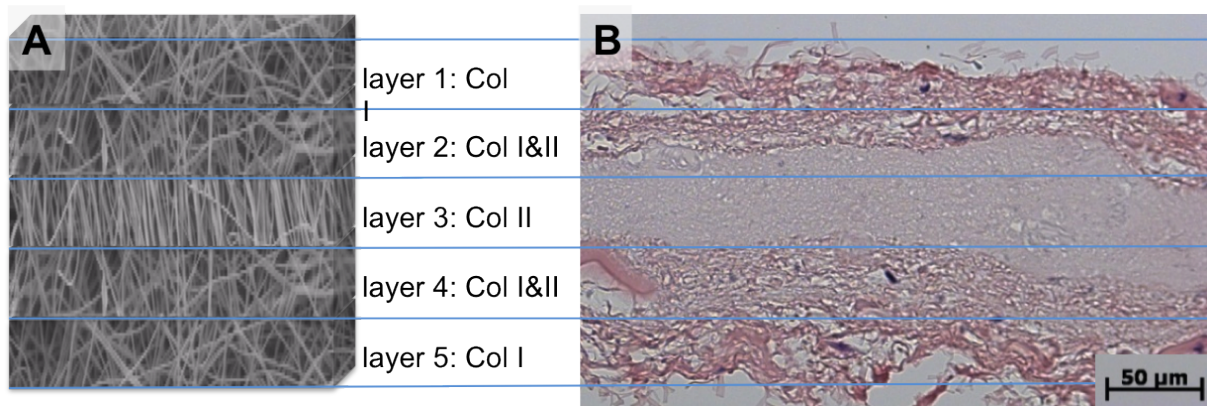 A
B
layer 1: Col
I
layer 2: Col I&II
layer 3: Col II
layer 4: Col I&II
layer 5: Col I
50 µm